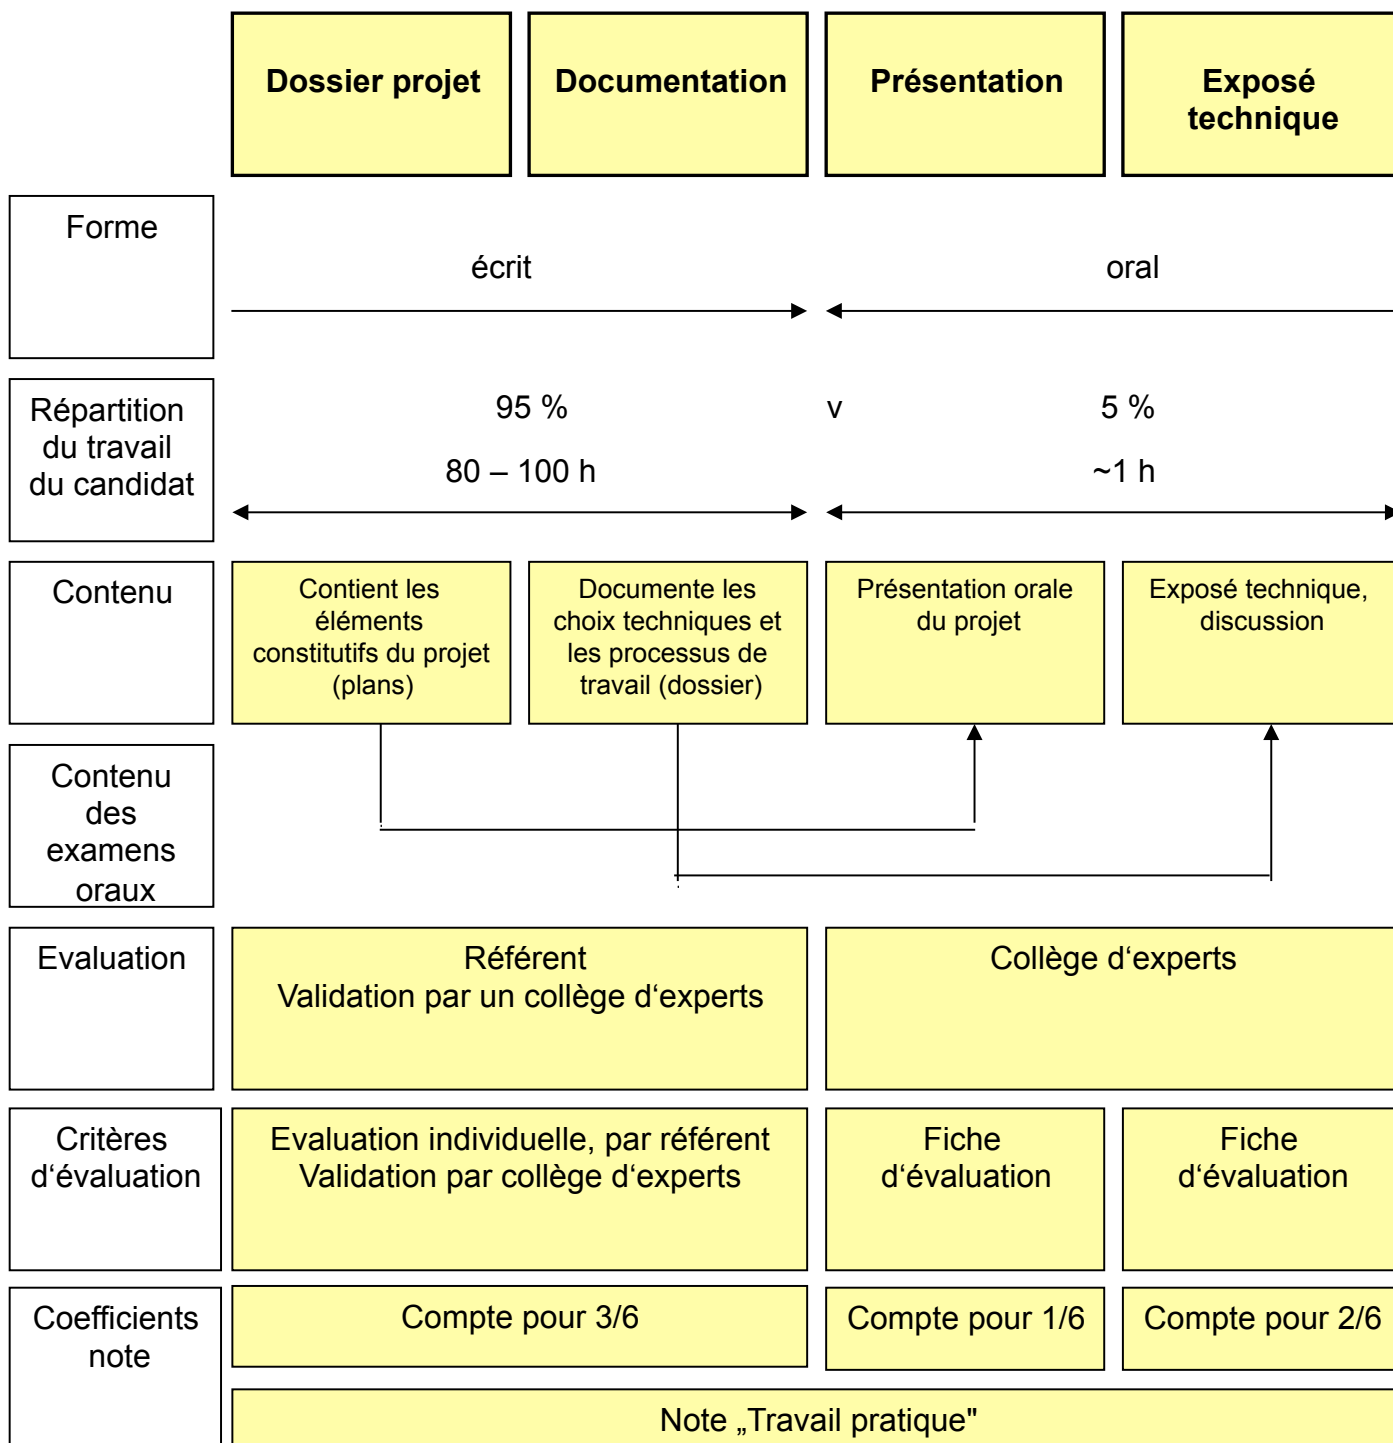 Dossier projet
Documentation
Présentation
Exposé
technique
Forme
écrit
oral
Répartition
du travail
du candidat
95 %
v
5 %
80 – 100 h
~1 h
Contenu
Contient les
éléments
constitutifs du projet
(plans)
Documente les
choix techniques et
les processus de
travail (dossier)
Présentation orale
du projet
Exposé technique,
discussion
Contenu
des
examens
oraux
Evaluation
Référent
Validation par un collège d‘experts
Collège d‘experts
Critères
d‘évaluation
Evaluation individuelle, par référent
Validation par collège d‘experts
Fiche
d‘évaluation
Fiche
d‘évaluation
Coefficients
note
Compte pour 3/6
Compte pour 1/6
Compte pour 2/6
Note „Travail pratique"